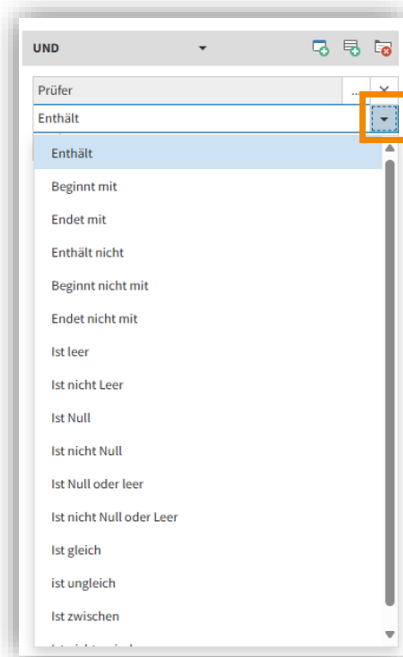 UND
Prüfer ...
Enthält
Enthält
Beginnt mit
Endet mit
Enthält nicht
Beginnt nicht mit
Endet nicht mit
Ist leer
Ist nicht Leer
Ist Null
Ist nicht Null
Ist Null oder leer
Ist nicht Null oder Leer
Ist gleich
ist ungleich
Ist zwischen